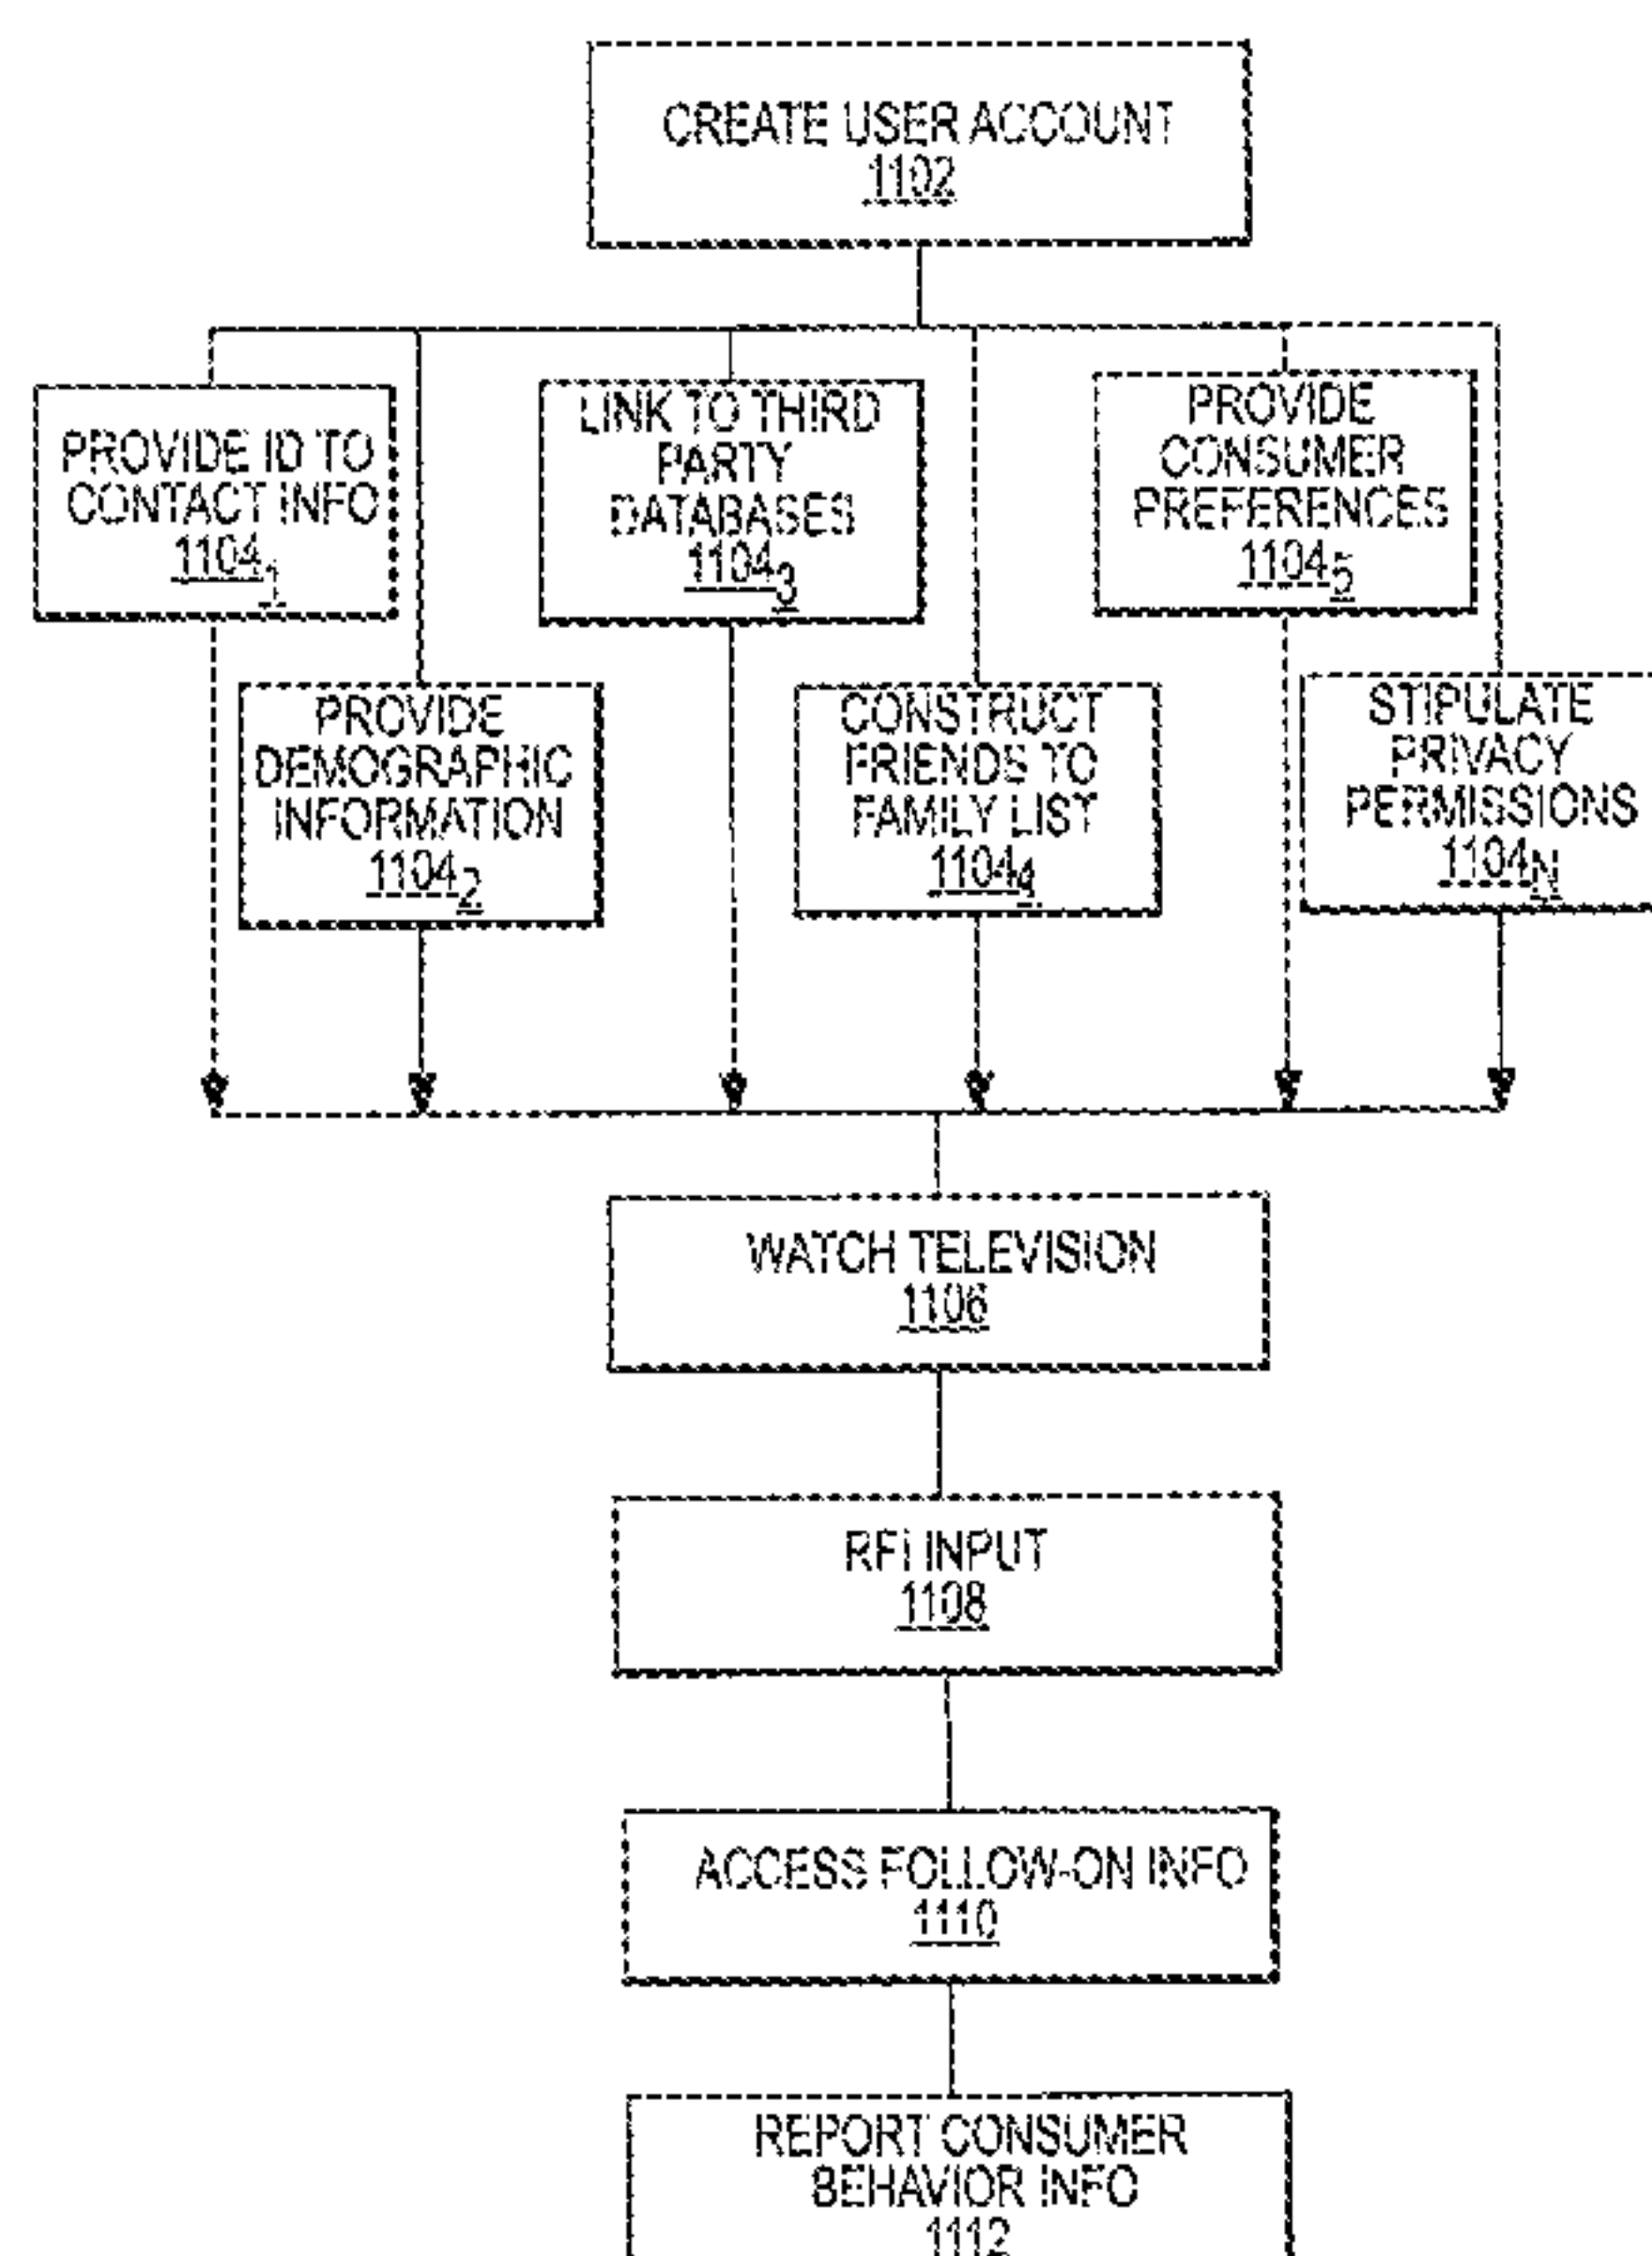 CREATE USER ACCOUNT
1102
PROVIDE ID TO
CONTACT INFO
1104₁
LINK TO THIRD
PARTY
DATABASES
1104₃
PROVIDE
CONSUMER
PREFERENCES
1104₅
PROVIDE
DEMOGRAPHIC
INFORMATION
1104₂
CONSTRUCT
FRIENDS TO
FAMILY LIST
1104₄
STIPULATE
PRIVACY
PERMISSIONS
1104N
WATCH TELEVISION
1106
RFI INPUT
1108
ACCESS FOLLOW-ON INFO
1110
REPORT CONSUMER
BEHAVIOR INFO
1112